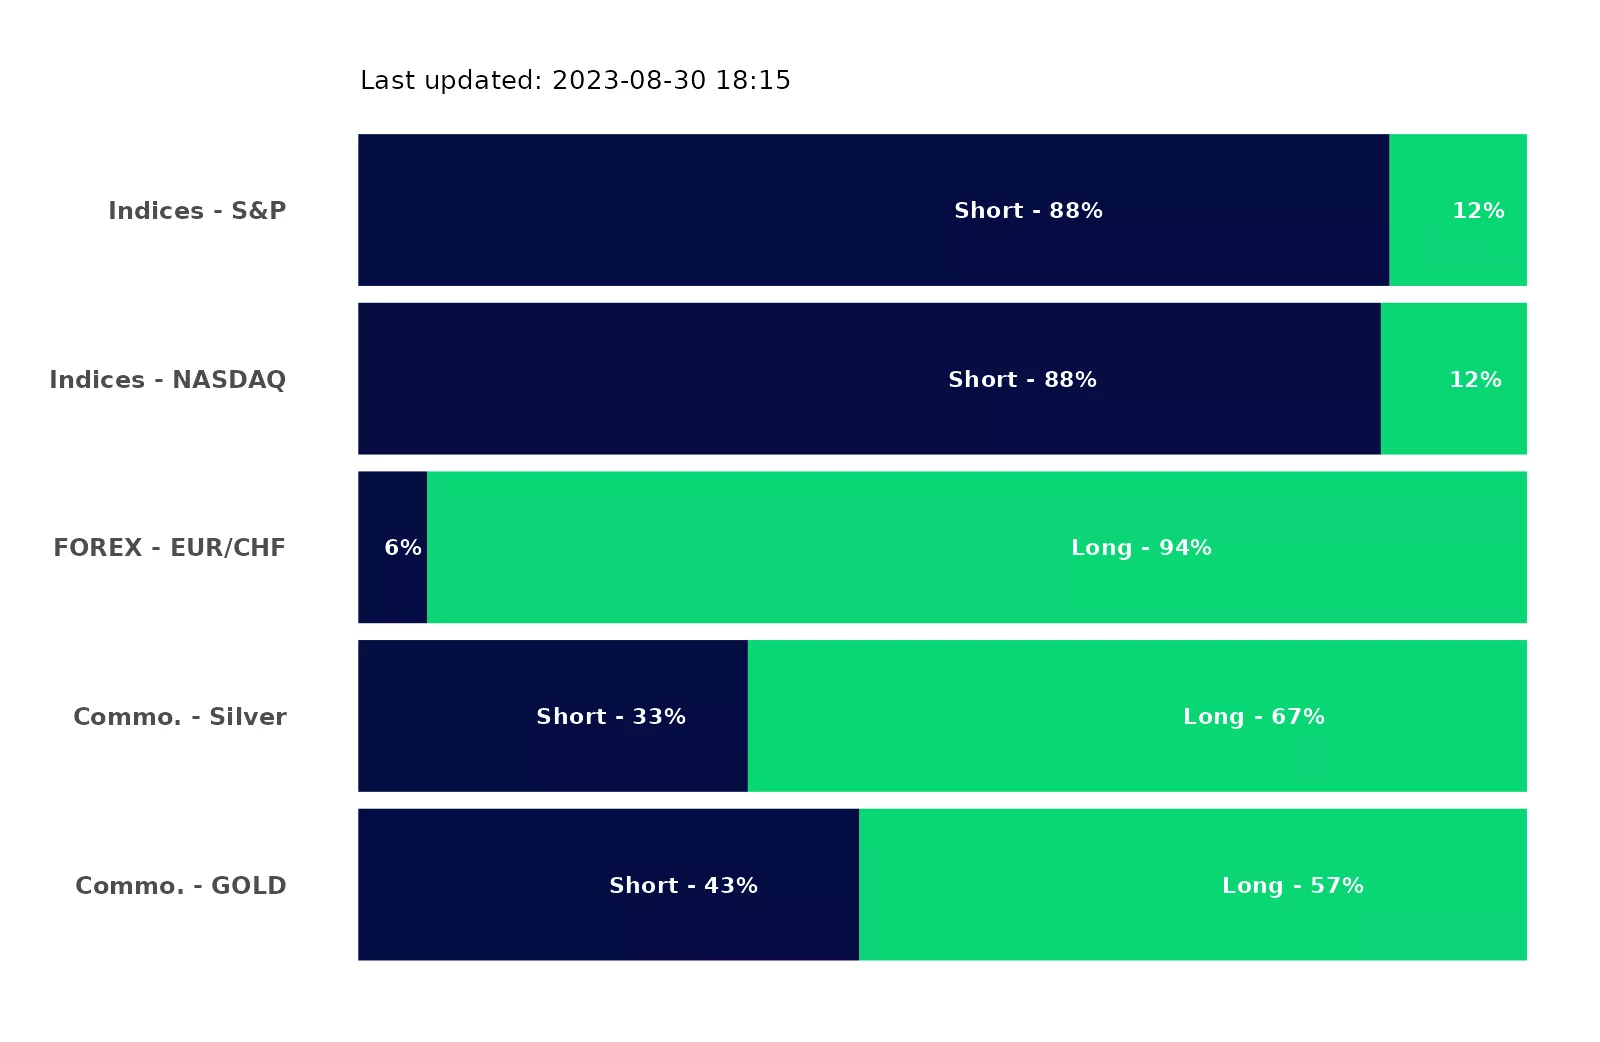 Last updated: 2023-08-30 18:15
Indices - S&P Short - 88% 12%
Indices - NASDAQ Short - 88% 12%
FOREX - EUR/CHF 6% Long - 94%
Commo. - Silver Short - 33% Long - 67%
Commo. - GOLD Short - 43% Long - 57%